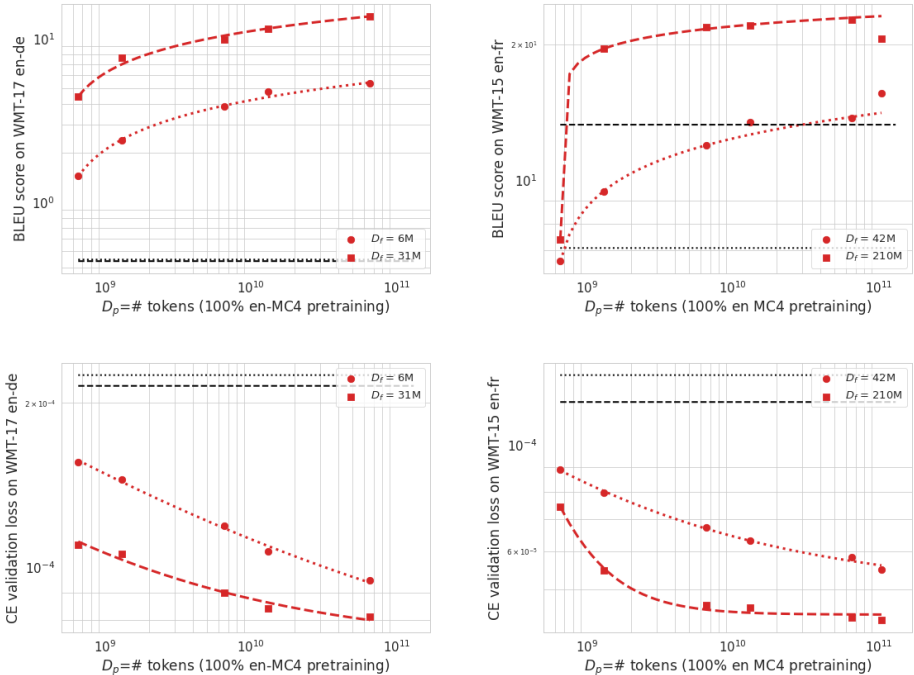 BLEU score on WMT-17 en-de
10¹
10⁰
D_f = 6M
D_f = 31M
10⁹
10¹⁰
10¹¹
D_p=# tokens (100% en-MC4 pretraining)
BLEU score on WMT-15 en-fr
2 × 10¹
10¹
D_f = 42M
D_f = 210M
10⁹
10¹⁰
10¹¹
D_p=# tokens (100% en-MC4 pretraining)
CE validation loss on WMT-17 en-de
2 × 10⁻⁴
10⁻⁴
D_f = 6M
D_f = 31M
10⁹
10¹⁰
10¹¹
D_p=# tokens (100% en-MC4 pretraining)
CE validation loss on WMT-15 en-fr
10⁻⁴
6 × 10⁻⁵
D_f = 42M
D_f = 210M
10⁹
10¹⁰
10¹¹
D_p=# tokens (100% en MC4 pretraining)